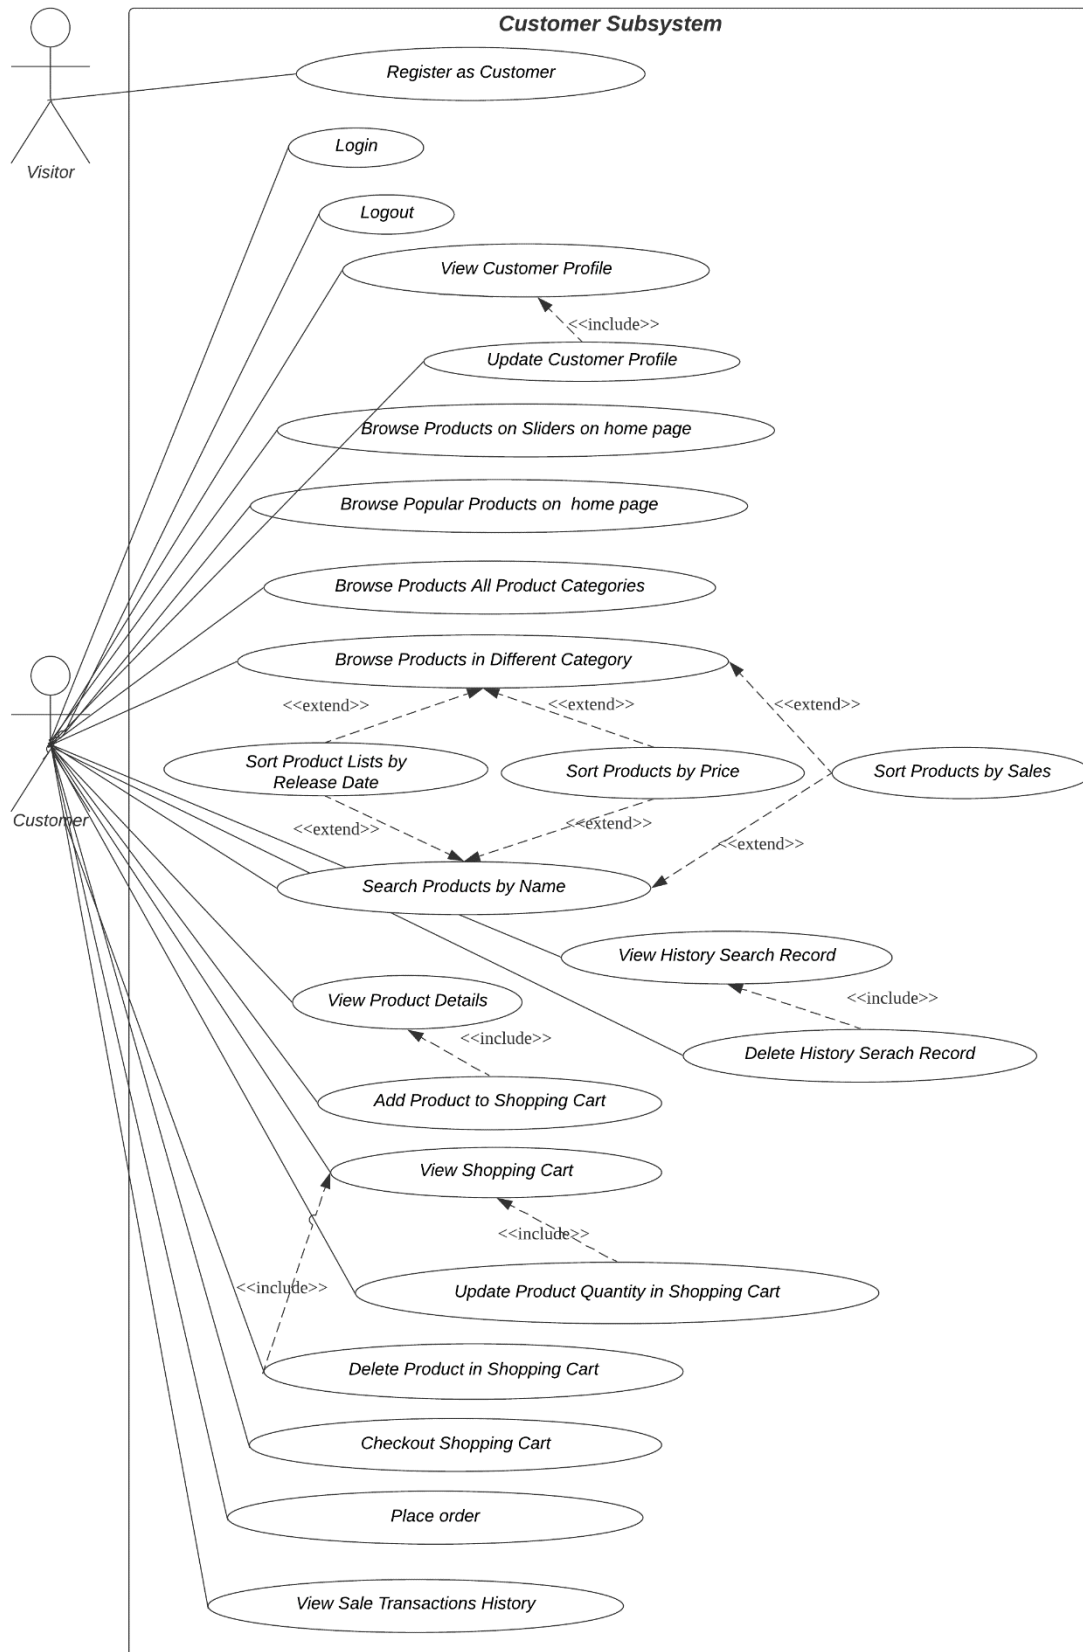 Customer Subsystem
Register as Customer
Visitor
Login
Logout
View Customer Profile
<<include>>
Update Customer Profile
Browse Products on Sliders on home page
Browse Popular Products on home page
Browse Products All Product Categories
Browse Products in Different Category
<<extend>>
<<extend>>
<<extend>>
Sort Product Lists by
Release Date
Sort Products by Price
Sort Products by Sales
Customer
<<extend>>
<<extend>>
<<extend>>
Search Products by Name
View History Search Record
<<include>>
View Product Details
<<include>>
Delete History Serach Record
Add Product to Shopping Cart
View Shopping Cart
<<include>>
<<include>>
Update Product Quantity in Shopping Cart
Delete Product in Shopping Cart
Checkout Shopping Cart
Place order
View Sale Transactions History